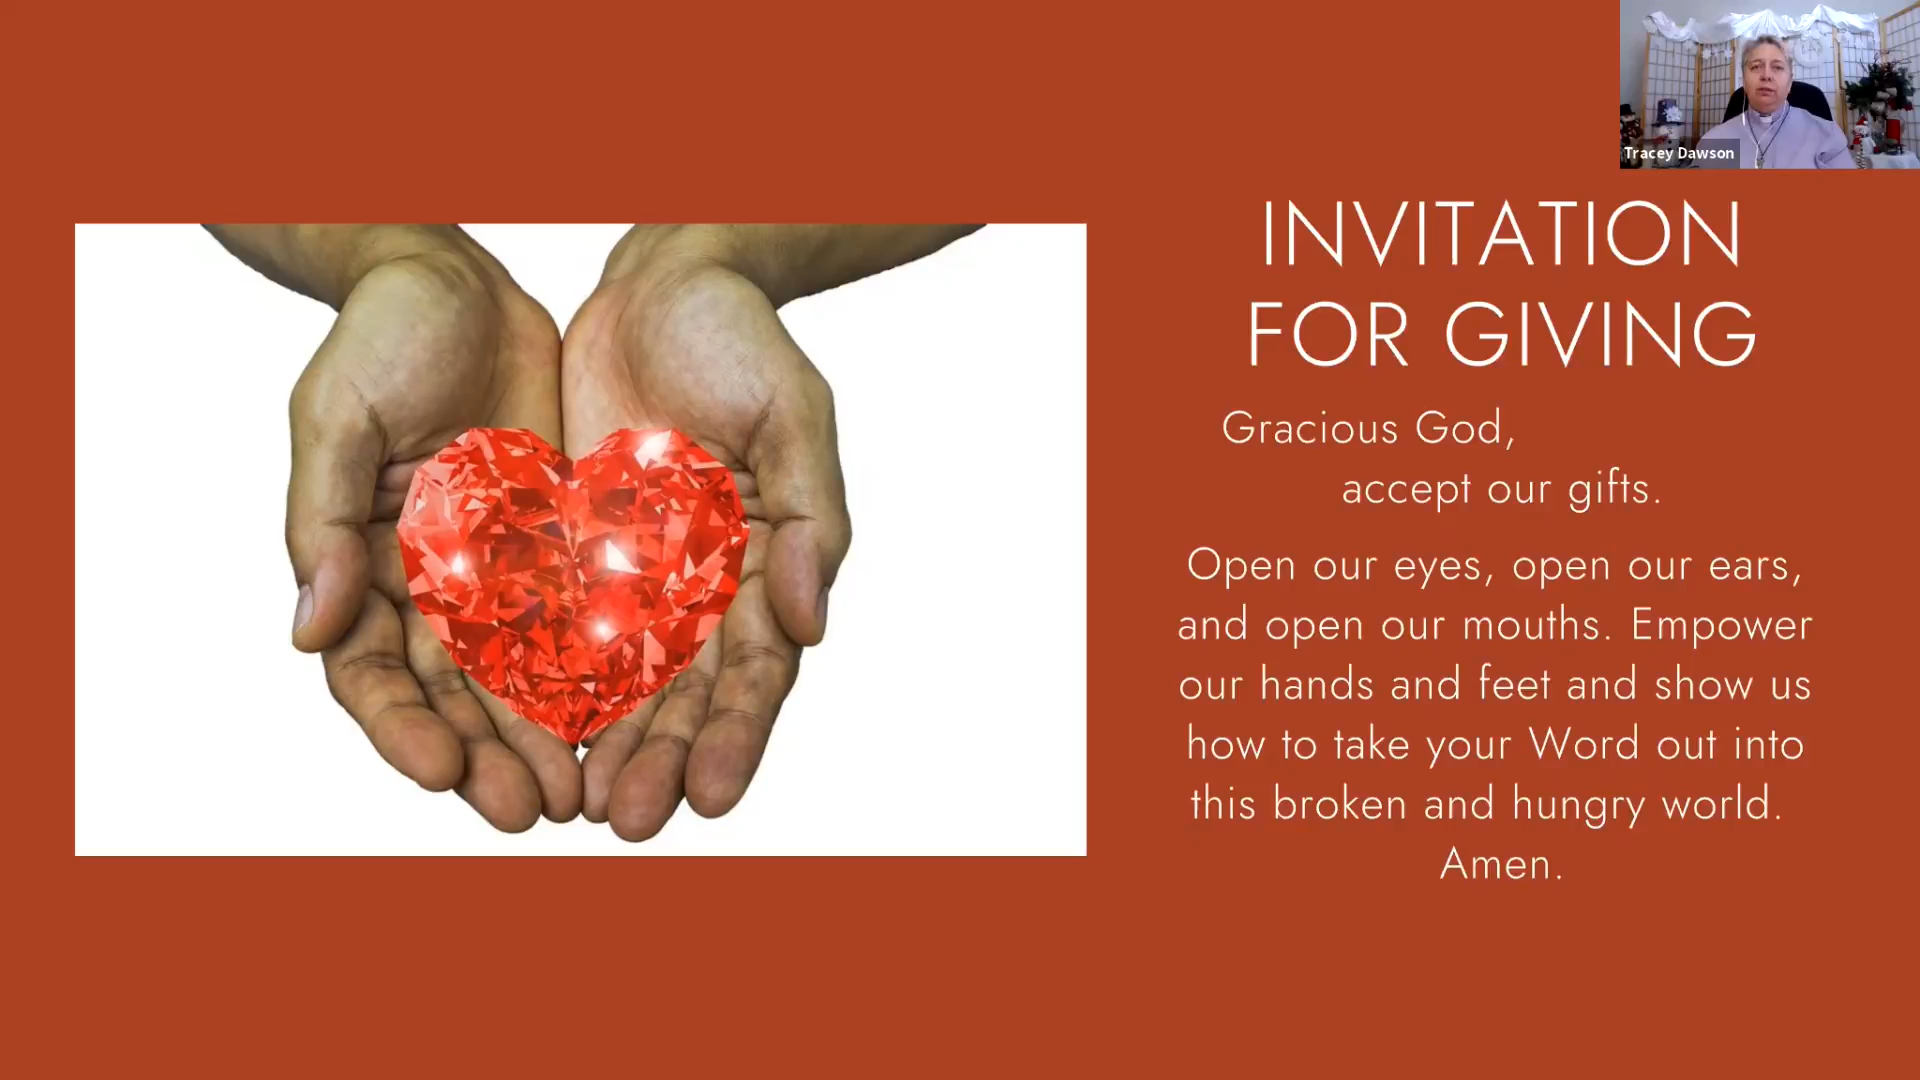 Tracey Dawson
INVITATION
FOR GIVING
Gracious God,
accept our gifts.
Open our eyes, open our ears,
and open our mouths. Empower
our hands and feet and show us
how to take your Word out into
this broken and hungry world.
Amen.